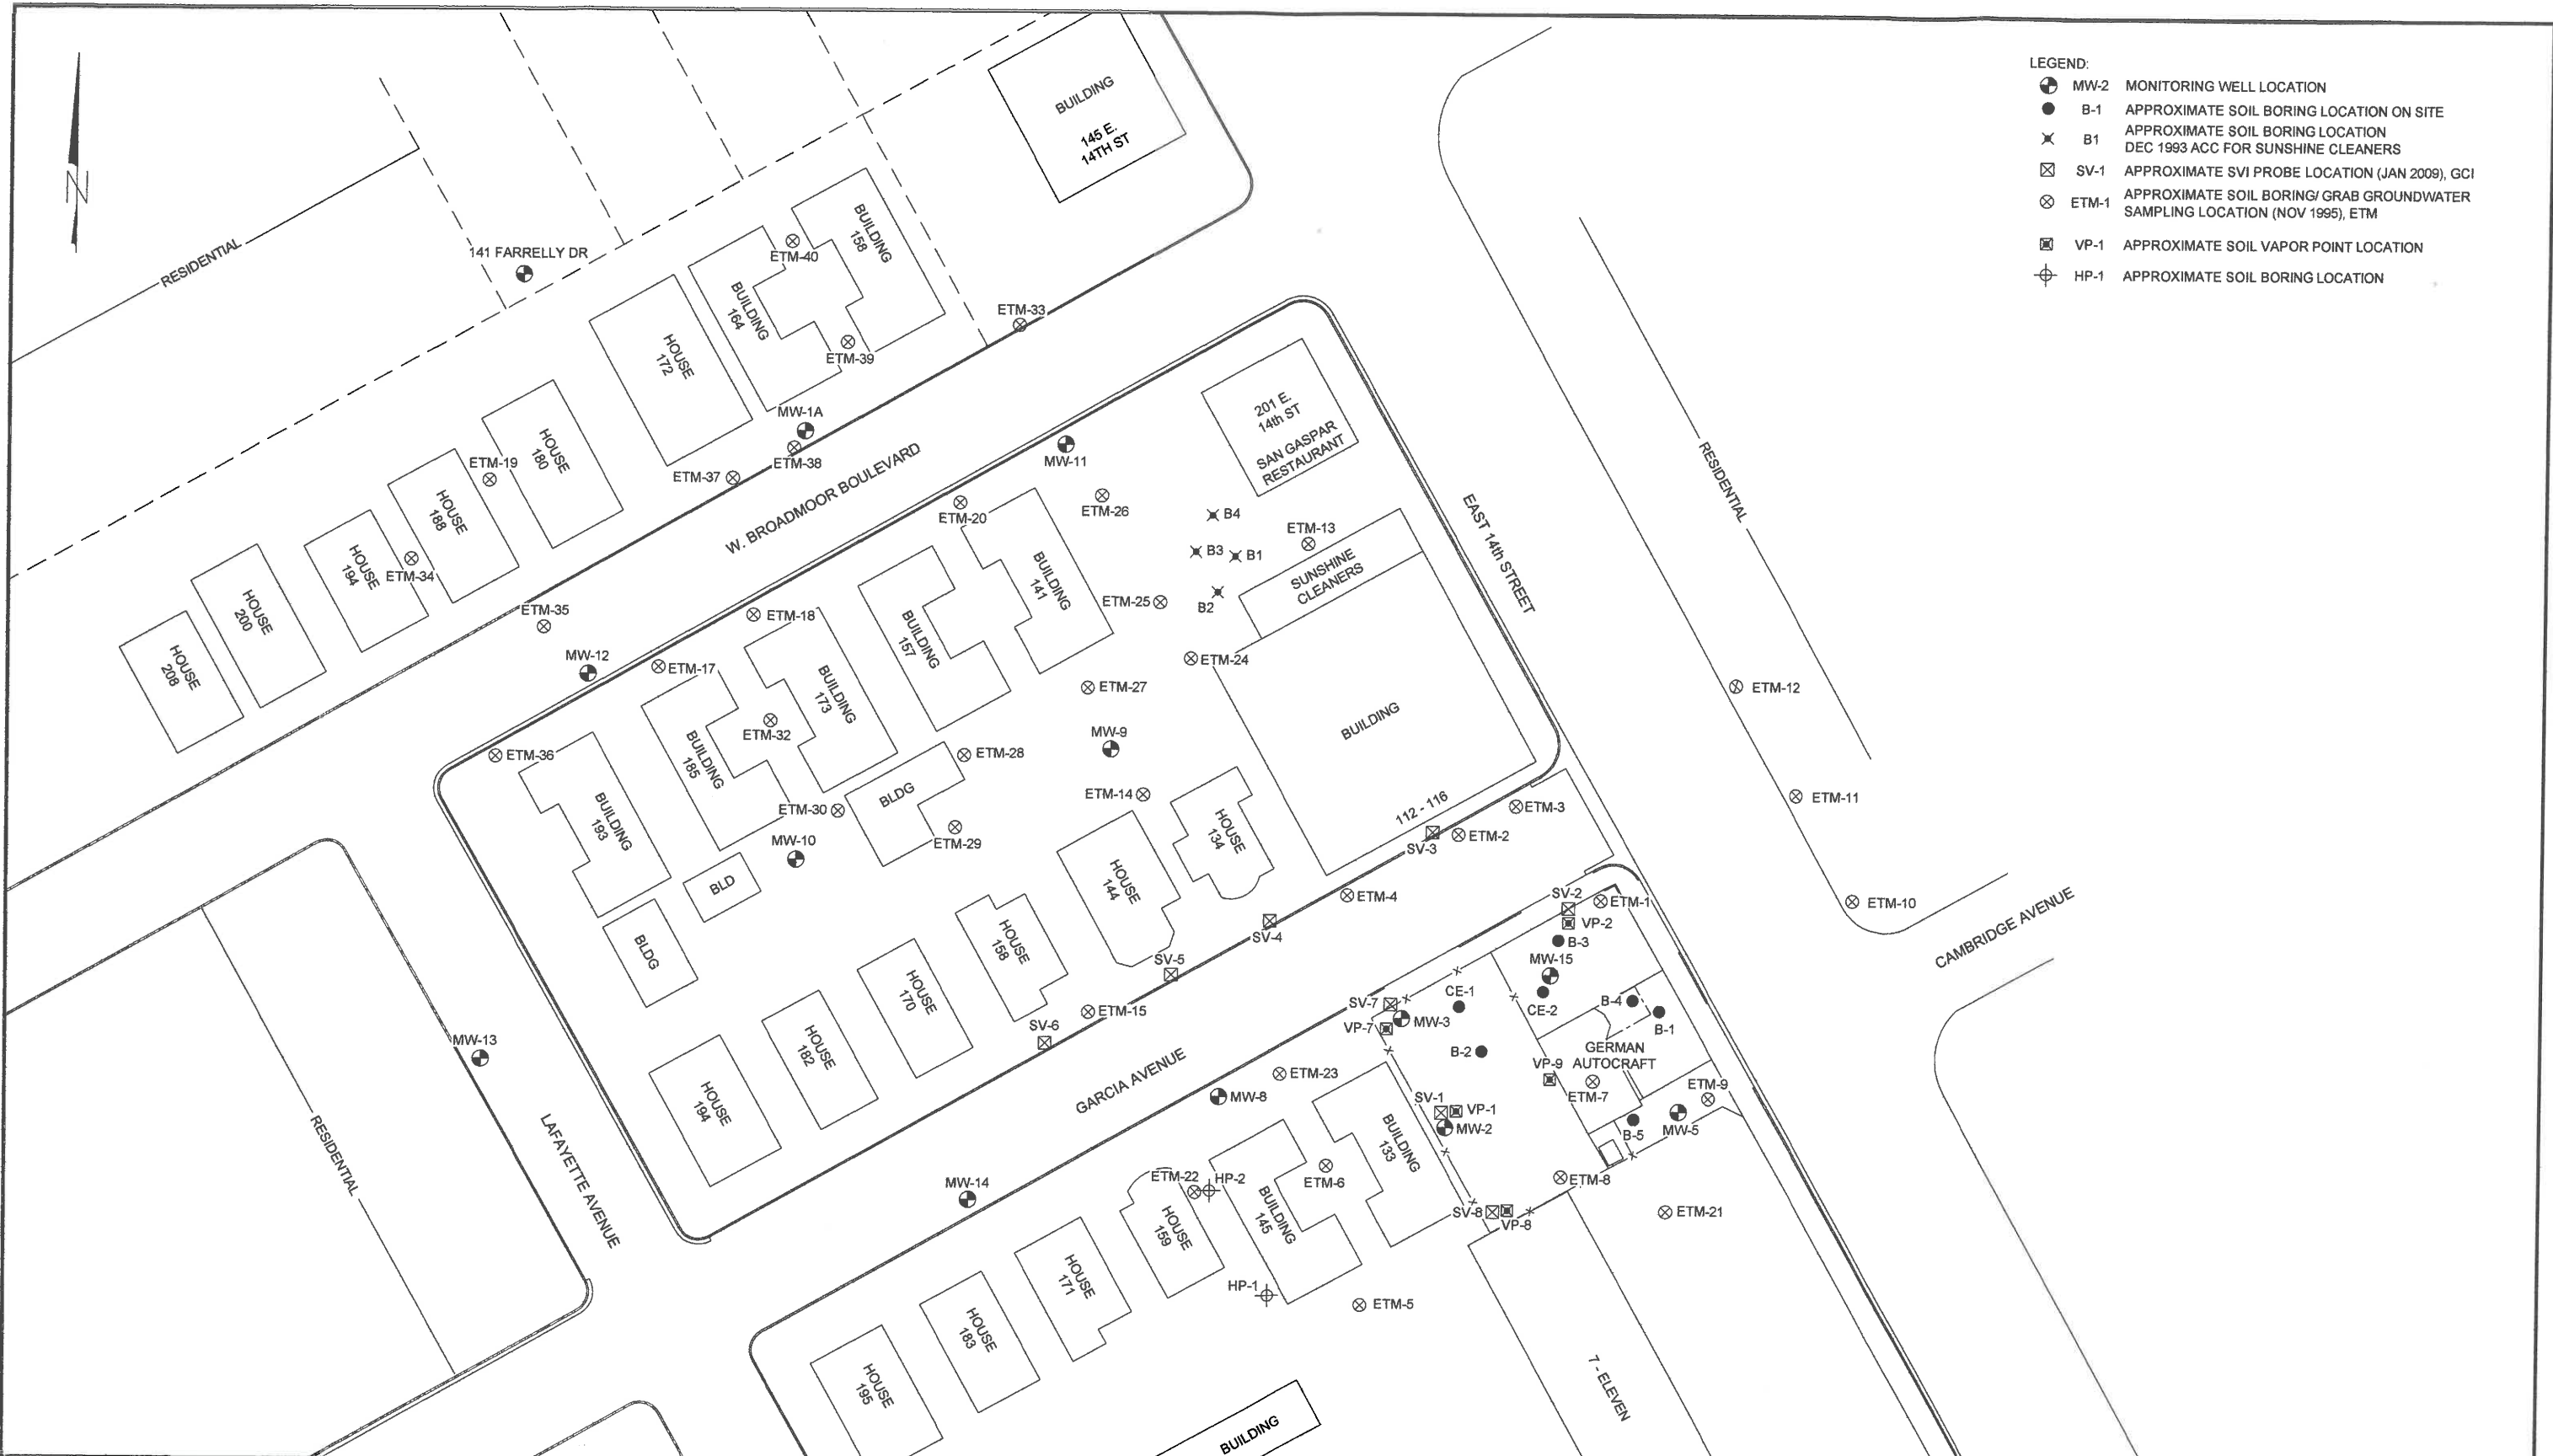 LEGEND:
MW-2 MONITORING WELL LOCATION
B-1 APPROXIMATE SOIL BORING LOCATION ON SITE
B1 APPROXIMATE SOIL BORING LOCATION
DEC 1993 ACC FOR SUNSHINE CLEANERS
SV-1 APPROXIMATE SVI PROBE LOCATION (JAN 2009), GCI
ETM-1 APPROXIMATE SOIL BORING/ GRAB GROUNDWATER
SAMPLING LOCATION (NOV 1995), ETM
VP-1 APPROXIMATE SOIL VAPOR POINT LOCATION
HP-1 APPROXIMATE SOIL BORING LOCATION
N
RESIDENTIAL
141 FARRELLY DR
BUILDING
145 E.
14TH ST
ETM-40
BUILDING
158
BUILDING
164
ETM-39
ETM-33
HOUSE
172
MW-1A
ETM-38
ETM-37
HOUSE
180
ETM-19
HOUSE
188
ETM-34
HOUSE
194
HOUSE
200
HOUSE
208
ETM-35
W. BROADMOOR BOULEVARD
MW-12
MW-11
201 E.
14th ST
SAN GASPAR
RESTAURANT
ETM-20
ETM-26
B4
B3
B1
B2
ETM-13
SUNSHINE
CLEANERS
EAST 14th STREET
RESIDENTIAL
ETM-25
BUILDING
141
ETM-18
BUILDING
157
ETM-17
ETM-24
ETM-27
BUILDING
173
ETM-32
BUILDING
185
MW-9
BUILDING
ETM-12
ETM-36
ETM-28
BLDG
ETM-30
ETM-29
ETM-14
HOUSE
134
112 - 116
ETM-3
ETM-2
SV-3
ETM-11
BUILDING
193
MW-10
BLD
BLDG
HOUSE
144
ETM-4
SV-2
ETM-1
VP-2
B-3
ETM-10
CAMBRIDGE AVENUE
HOUSE
158
SV-4
SV-5
HOUSE
170
ETM-15
SV-6
HOUSE
182
HOUSE
194
MW-15
CE-1
CE-2
B-4
B-1
SV-7
MW-3
VP-7
B-2
GERMAN
AUTOCRAFT
VP-9
ETM-7
ETM-9
MW-13
GARCIA AVENUE
ETM-23
MW-8
SV-1
VP-1
MW-2
B-5
MW-5
LAFAYETTE AVENUE
RESIDENTIAL
BUILDING
133
ETM-6
ETM-22
HP-2
MW-14
HOUSE
159
BUILDING
145
ETM-8
SV-8
VP-8
ETM-21
HP-1
ETM-5
HOUSE
171
HOUSE
183
HOUSE
195
7 - ELEVEN
BUILDING